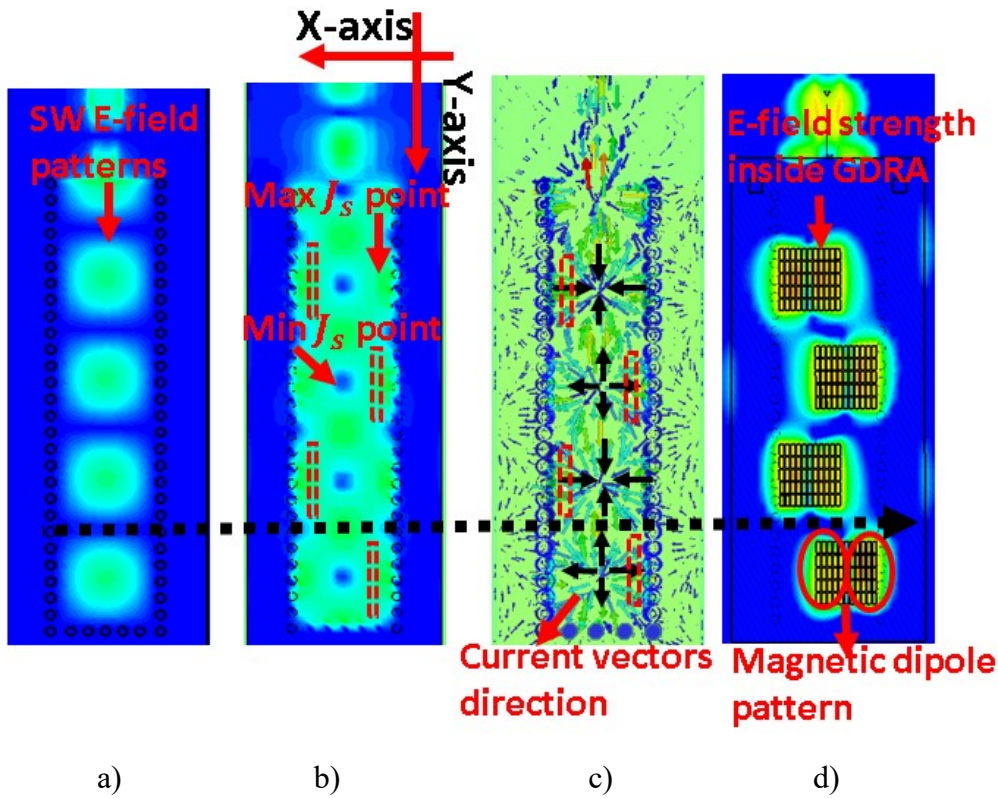 X-axis
Y-axis
SW E-field
patterns
Max Jₛ point
Min Jₛ point
E-field strength
inside GDRA
Current vectors
direction
Magnetic dipole
pattern
a)
b)
c)
d)